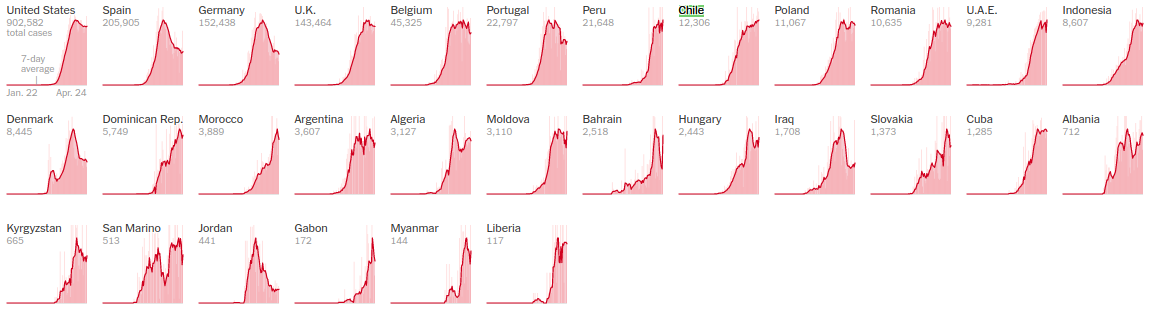 United States
902,582
total cases
7-day
average
Jan. 22 Apr. 24
Spain
205,905
Germany
152,438
U.K.
143,464
Belgium
45,325
Portugal
22,797
Peru
21,648
Chile
12,306
Poland
11,067
Romania
10,635
U.A.E.
9,281
Indonesia
8,607
Denmark
8,445
Dominican Rep.
5,749
Morocco
3,889
Argentina
3,607
Algeria
3,127
Moldova
3,110
Bahrain
2,518
Hungary
2,443
Iraq
1,708
Slovakia
1,373
Cuba
1,285
Albania
712
Kyrgyzstan
665
San Marino
513
Jordan
441
Gabon
172
Myanmar
144
Liberia
117